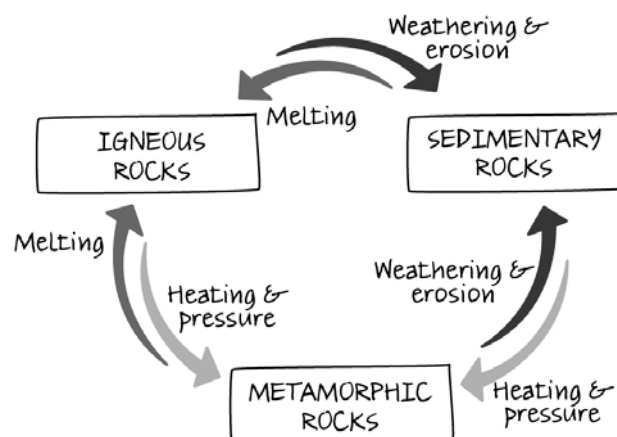 Weathering &
erosion
Melting
IGNEOUS
ROCKS
SEDIMENTARY
ROCKS
Melting
Heating &
pressure
Weathering &
erosion
METAMORPHIC
ROCKS
Heating &
pressure